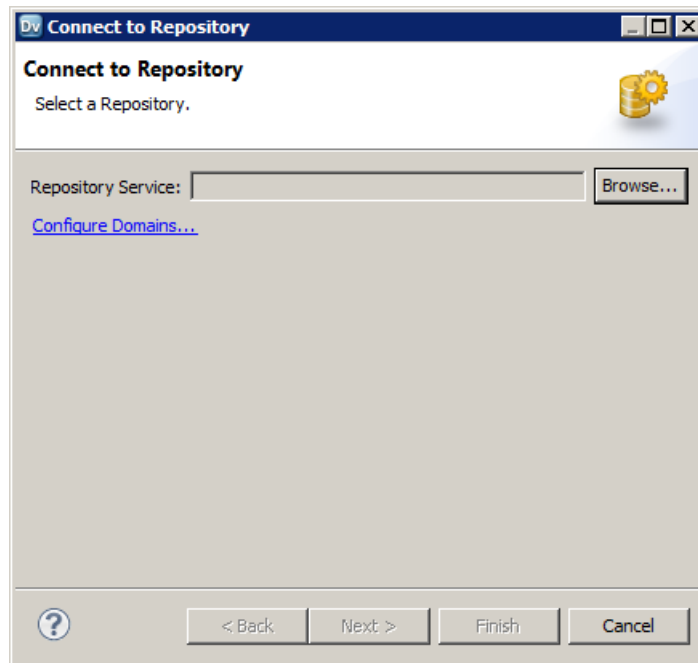 Dv Connect to Repository
Connect to Repository
Select a Repository.
Repository Service: Browse...
Configure Domains...
? < Back Next > Finish Cancel